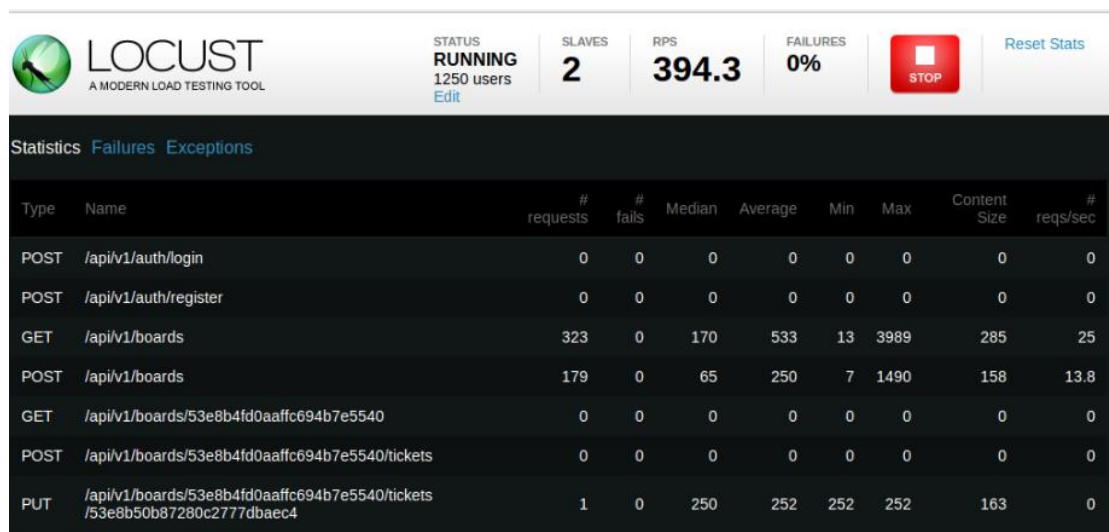 LOCUST
A MODERN LOAD TESTING TOOL
STATUS
RUNNING
1250 users
Edit
SLAVES
2
RPS
394.3
FAILURES
0%
STOP
Reset Stats
Statistics Failures Exceptions
Type Name # requests # fails Median Average Min Max Content Size # reqs/sec
POST /api/v1/auth/login 0 0 0 0 0 0 0 0
POST /api/v1/auth/register 0 0 0 0 0 0 0 0
GET /api/v1/boards 323 0 170 533 13 3989 285 25
POST /api/v1/boards 179 0 65 250 7 1490 158 13.8
GET /api/v1/boards/53e8b4fd0aaffc694b7e5540 0 0 0 0 0 0 0 0
POST /api/v1/boards/53e8b4fd0aaffc694b7e5540/tickets 0 0 0 0 0 0 0 0
PUT /api/v1/boards/53e8b4fd0aaffc694b7e5540/tickets
/53e8b50b87280c2777dbaec4 1 0 250 252 252 252 163 0